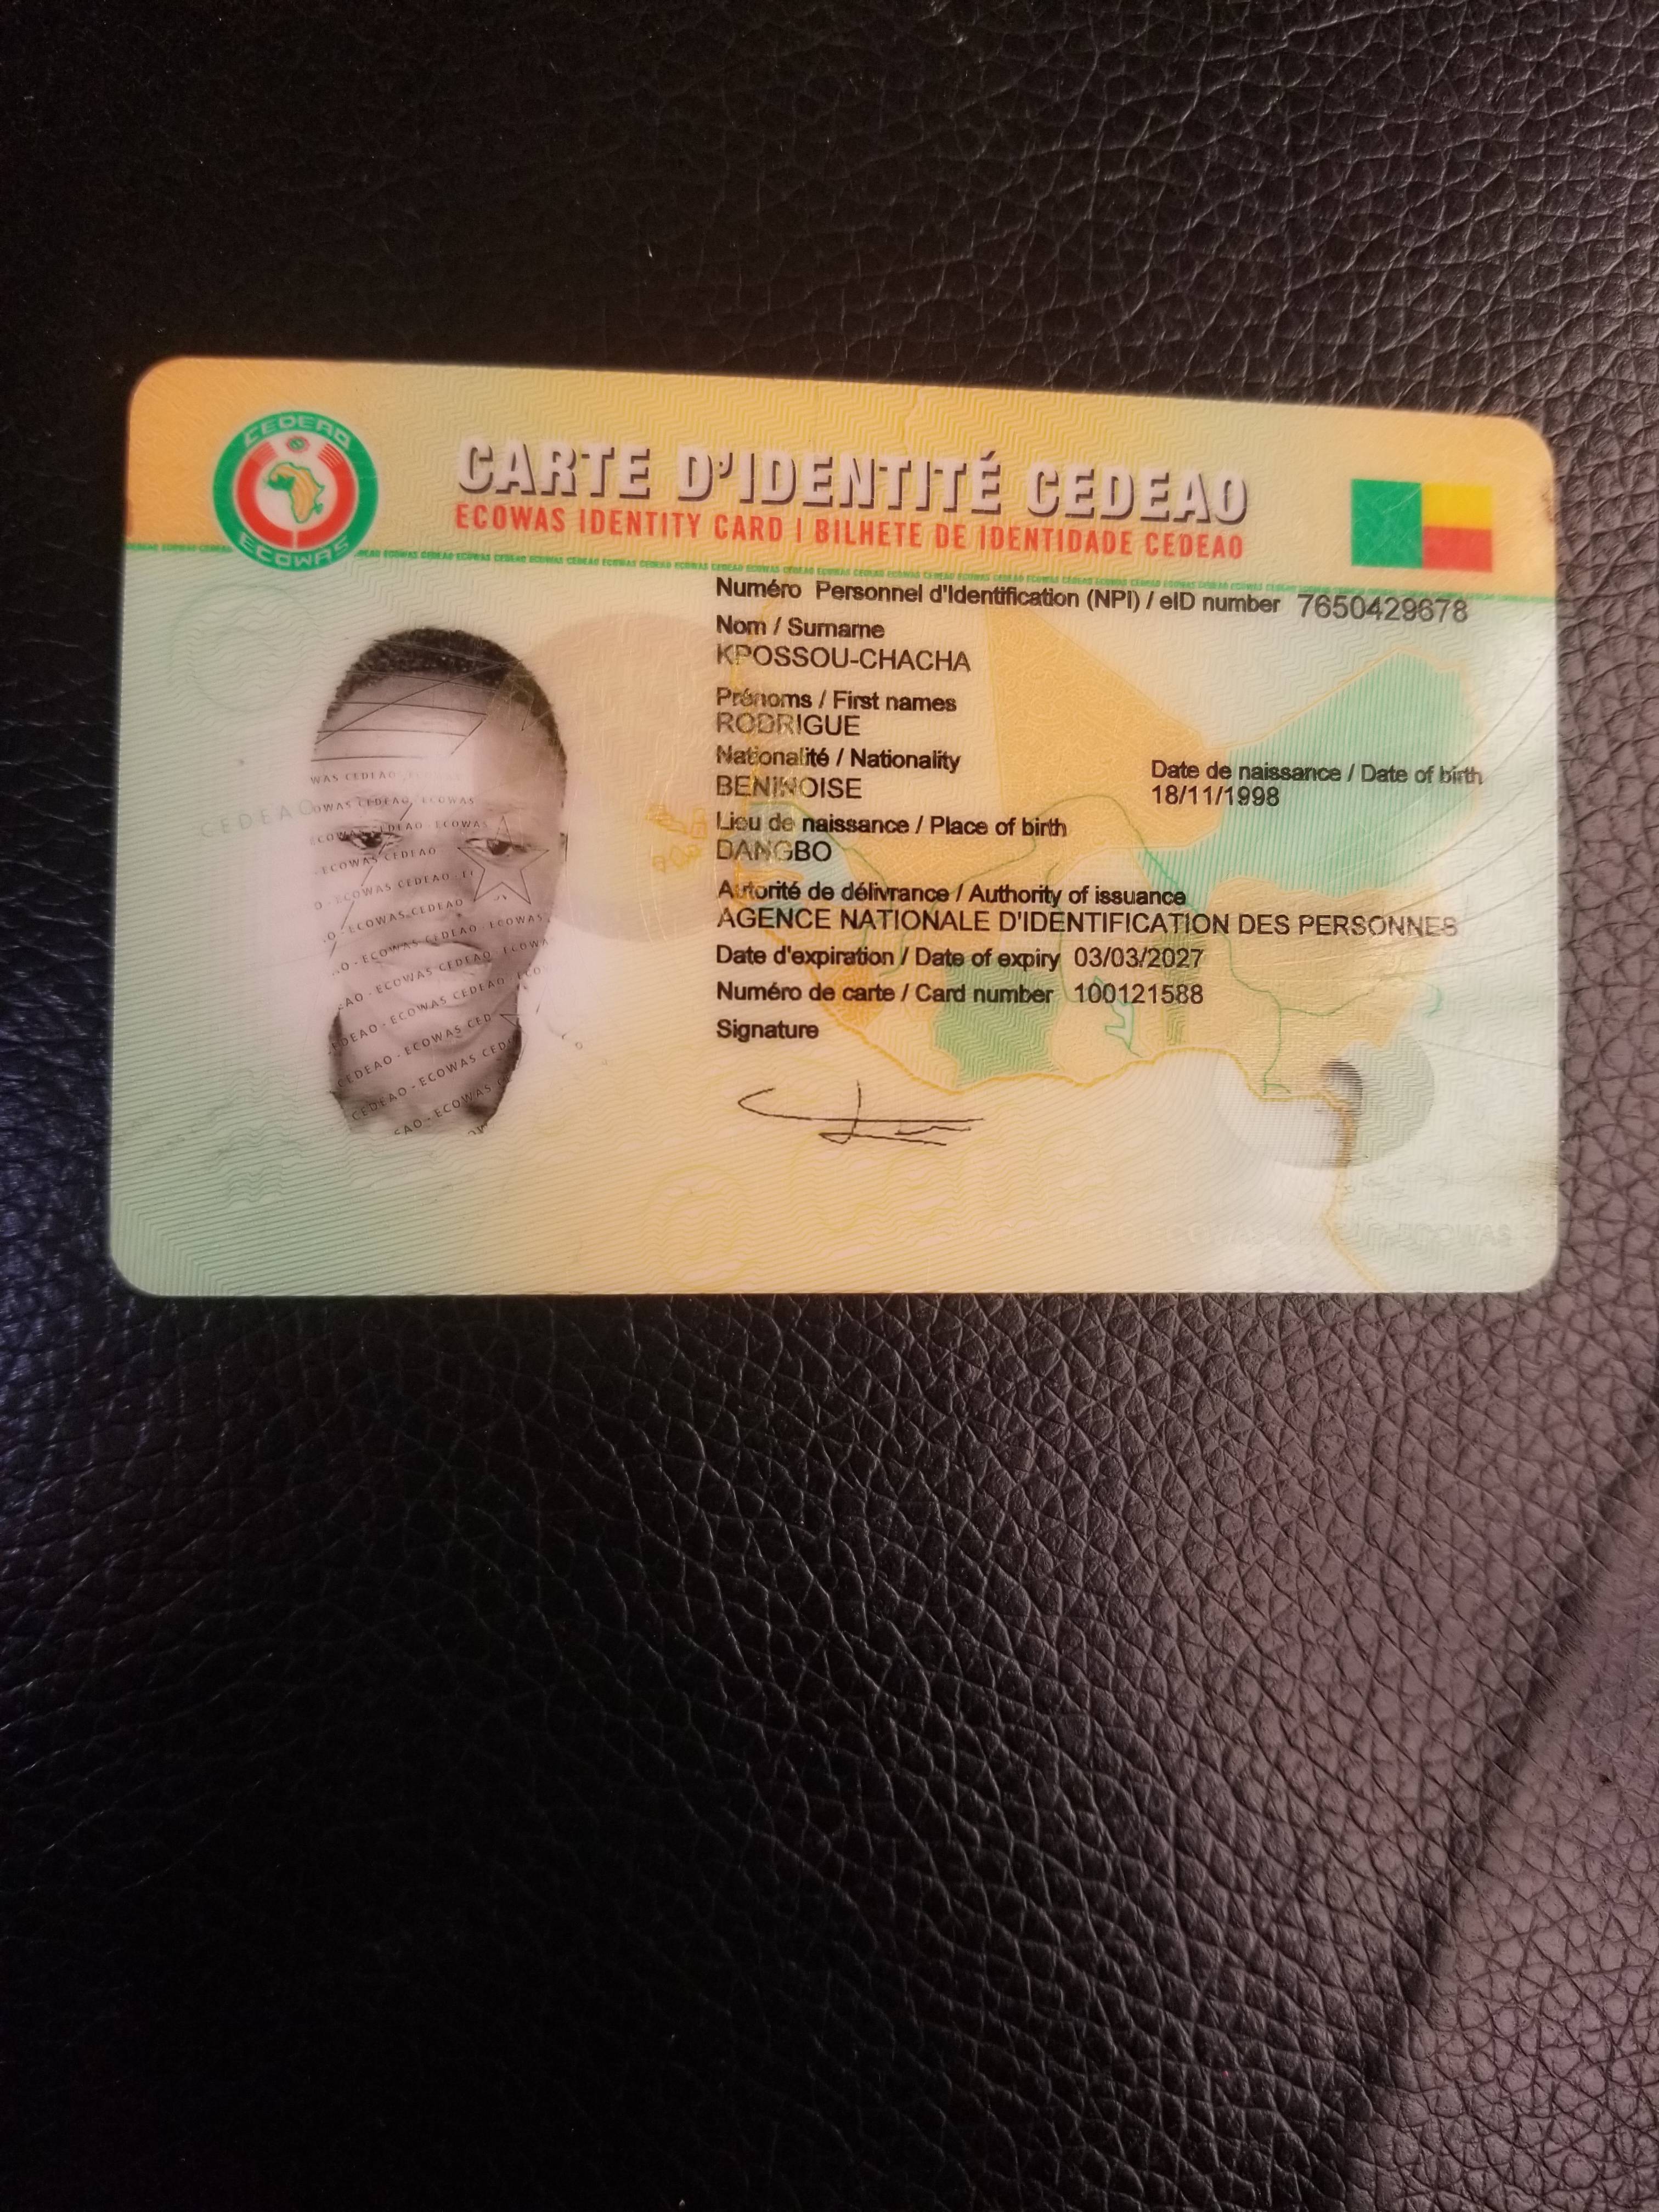 CEDEAO
ECOWAS
CARTE D'IDENTITÉ CEDEAO
ECOWAS IDENTITY CARD | BILHETE DE IDENTIDADE CEDEAO
Numéro Personnel d'Identification (NPI) / eID number 7650429678
Nom / Surname
KPOSSOU-CHACHA
Prénoms / First names
RODRIGUE
Nationalité / Nationality
BENINOISE
Date de naissance / Date of birth
18/11/1998
Lieu de naissance / Place of birth
DANGBO
Autorité de délivrance / Authority of issuance
AGENCE NATIONALE D'IDENTIFICATION DES PERSONNES
Date d'expiration / Date of expiry 03/03/2027
Numéro de carte / Card number 100121588
Signature